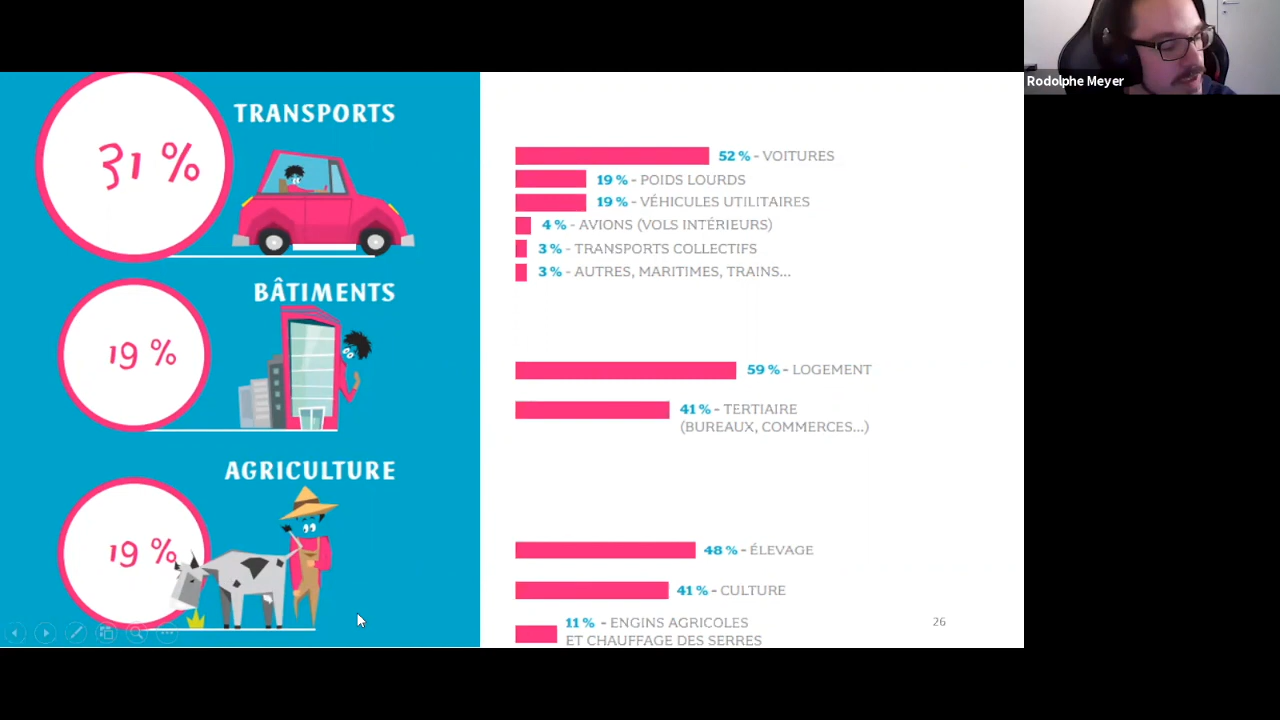 Rodolphe Meyer
31 %
TRANSPORTS
52 % - VOITURES
19 % - POIDS LOURDS
19 % - VÉHICULES UTILITAIRES
4 % - AVIONS (VOLS INTÉRIEURS)
3 % - TRANSPORTS COLLECTIFS
3 % - AUTRES, MARITIMES, TRAINS...
19 %
BÂTIMENTS
59 % - LOGEMENT
41 % - TERTIAIRE
(BUREAUX, COMMERCES...)
19 %
AGRICULTURE
48 % - ÉLEVAGE
41 % - CULTURE
11 % - ENGINS AGRICOLES
ET CHAUFFAGE DES SERRES
26